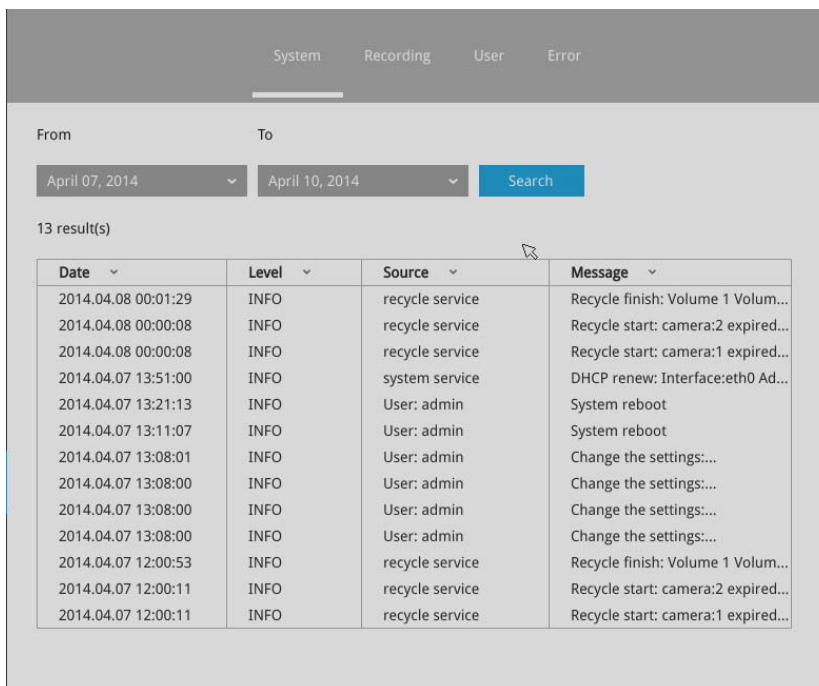 System Recording User Error
From To
April 07, 2014 April 10, 2014 Search
13 result(s)
Date Level Source Message
2014.04.08 00:01:29 INFO recycle service Recycle finish: Volume 1 Volum...
2014.04.08 00:00:08 INFO recycle service Recycle start: camera:2 expired...
2014.04.08 00:00:08 INFO recycle service Recycle start: camera:1 expired...
2014.04.07 13:51:00 INFO system service DHCP renew: Interface:eth0 Ad...
2014.04.07 13:21:13 INFO User: admin System reboot
2014.04.07 13:11:07 INFO User: admin System reboot
2014.04.07 13:08:01 INFO User: admin Change the settings:...
2014.04.07 13:08:00 INFO User: admin Change the settings:...
2014.04.07 13:08:00 INFO User: admin Change the settings:...
2014.04.07 13:08:00 INFO User: admin Change the settings:...
2014.04.07 12:00:53 INFO recycle service Recycle finish: Volume 1 Volum...
2014.04.07 12:00:11 INFO recycle service Recycle start: camera:2 expired...
2014.04.07 12:00:11 INFO recycle service Recycle start: camera:1 expired...